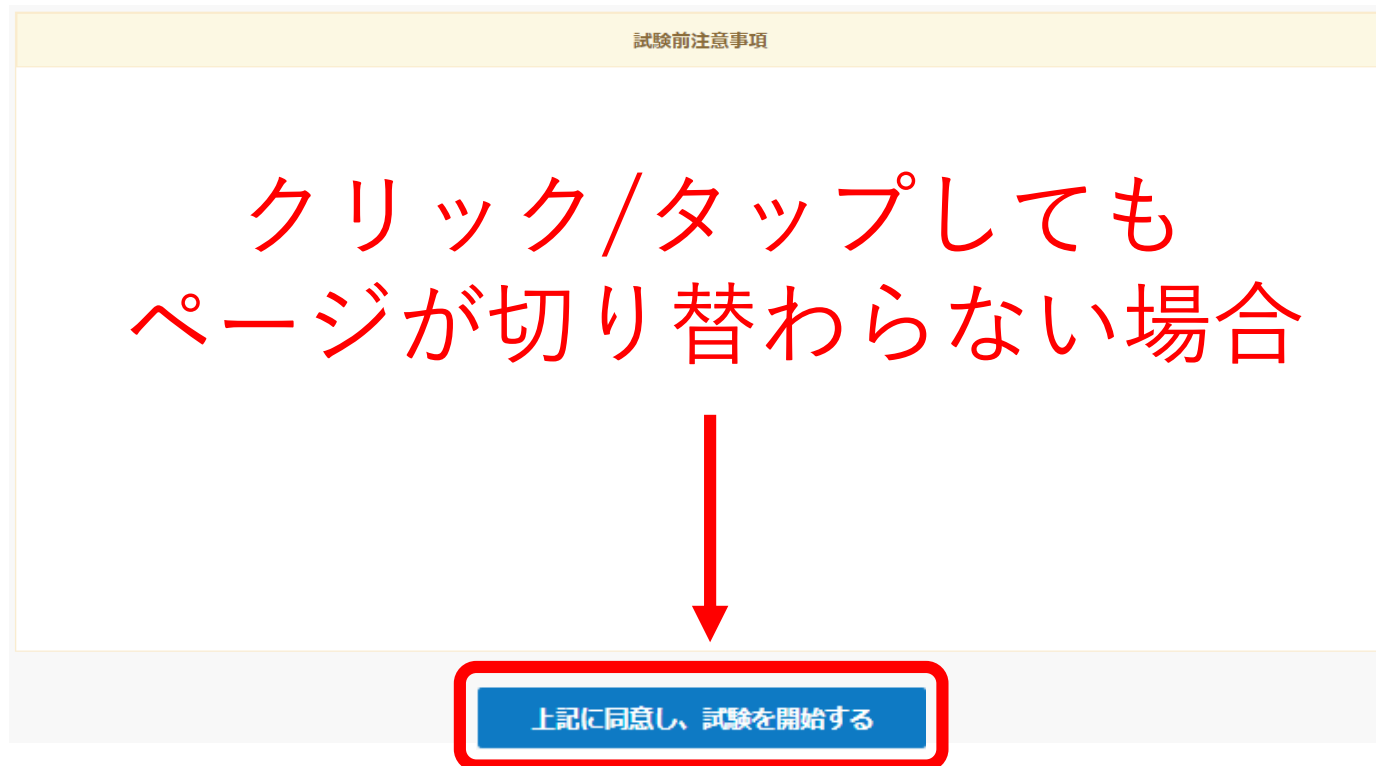 試験前注意事項
クリック/タップしても
ページが切り替わらない場合
上記に同意し、試験を開始する